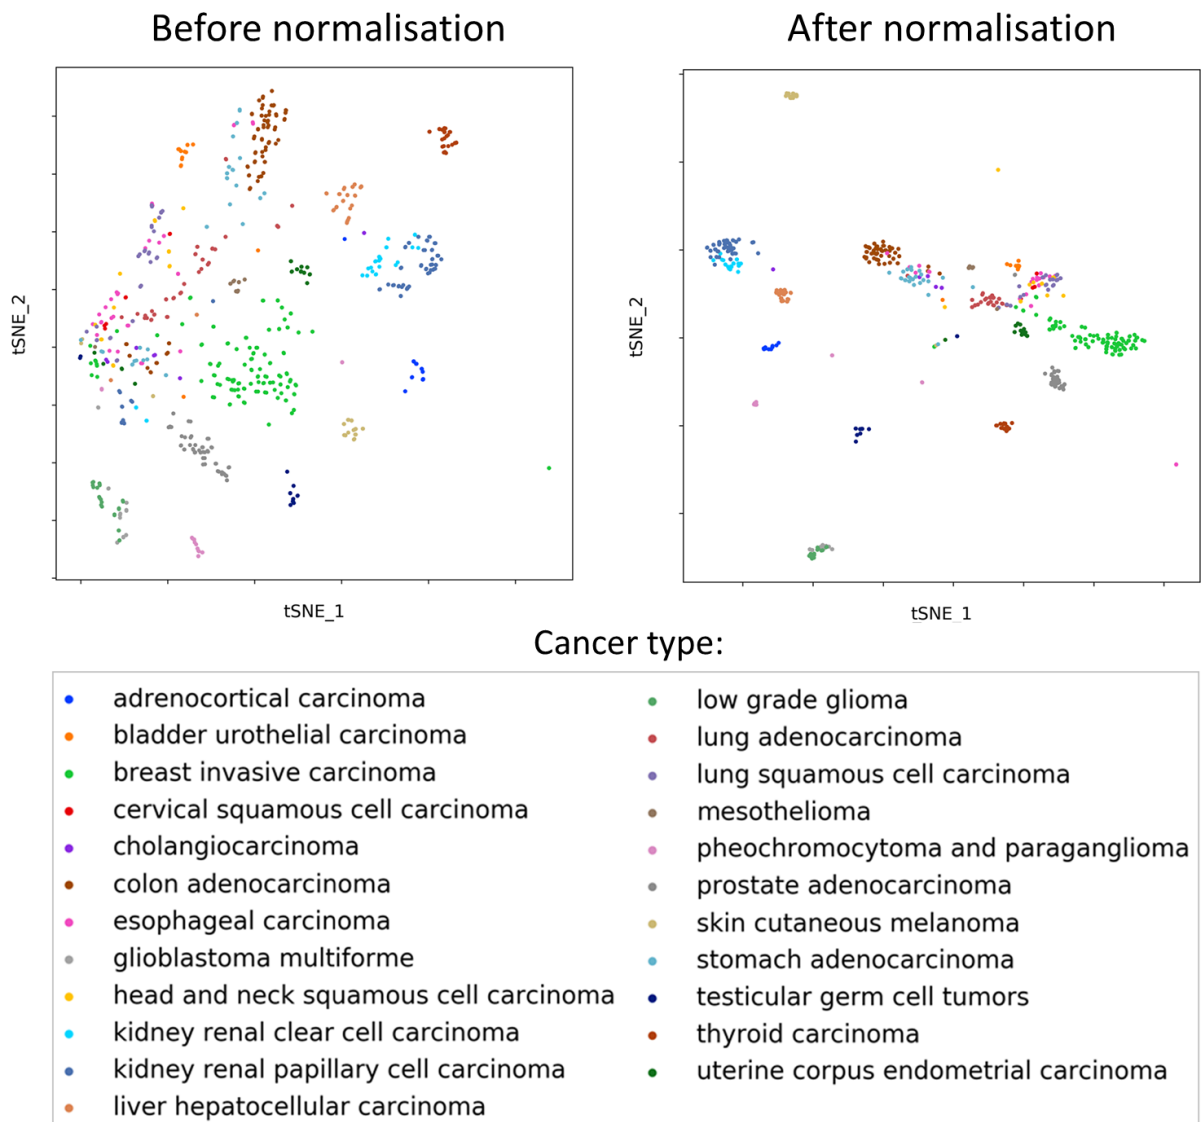 Before normalisation
After normalisation
tSNE_2
tSNE_1
tSNE_2
tSNE_1
Cancer type:
adrenocortical carcinoma
bladder urothelial carcinoma
breast invasive carcinoma
cervical squamous cell carcinoma
cholangiocarcinoma
colon adenocarcinoma
esophageal carcinoma
glioblastoma multiforme
head and neck squamous cell carcinoma
kidney renal clear cell carcinoma
kidney renal papillary cell carcinoma
liver hepatocellular carcinoma
low grade glioma
lung adenocarcinoma
lung squamous cell carcinoma
mesothelioma
pheochromocytoma and paraganglioma
prostate adenocarcinoma
skin cutaneous melanoma
stomach adenocarcinoma
testicular germ cell tumors
thyroid carcinoma
uterine corpus endometrial carcinoma